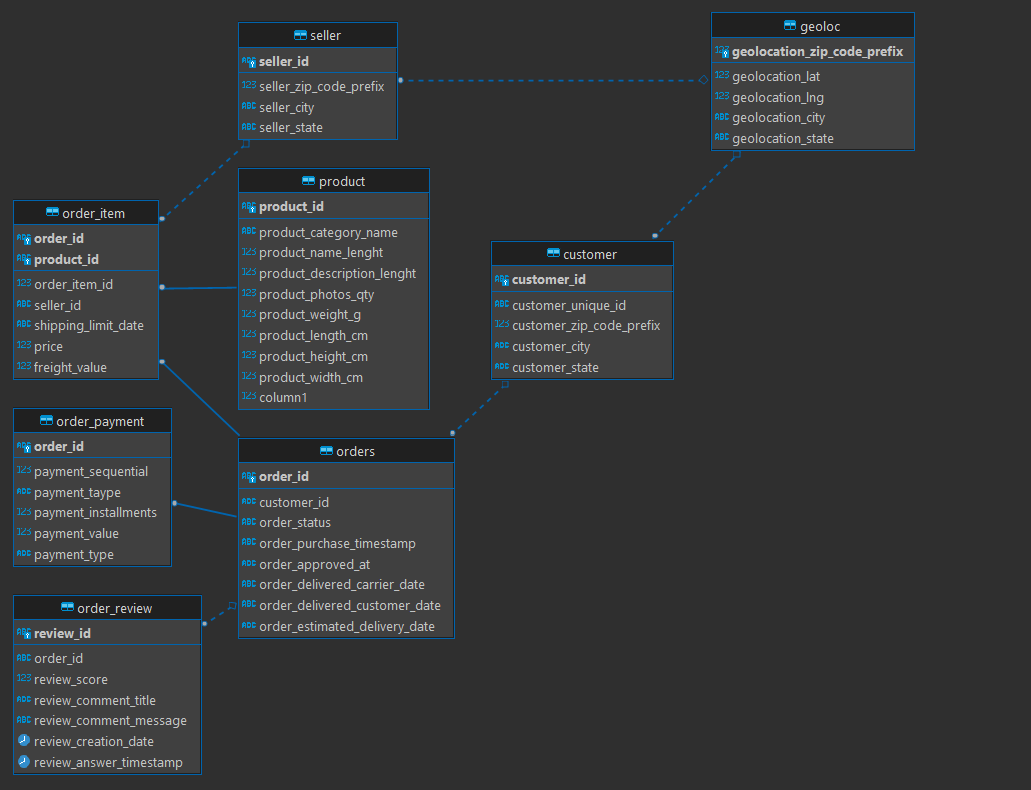 seller
seller_id
seller_zip_code_prefix
seller_city
seller_state
geoloc
geolocation_zip_code_prefix
geolocation_lat
geolocation_lng
geolocation_city
geolocation_state
product
product_id
product_category_name
product_name_lenght
product_description_lenght
product_photos_qty
product_weight_g
product_length_cm
product_height_cm
product_width_cm
column1
order_item
order_id
product_id
order_item_id
seller_id
shipping_limit_date
price
freight_value
customer
customer_id
customer_unique_id
customer_zip_code_prefix
customer_city
customer_state
order_payment
order_id
payment_sequential
payment_taype
payment_installments
payment_value
payment_type
orders
order_id
customer_id
order_status
order_purchase_timestamp
order_approved_at
order_delivered_carrier_date
order_delivered_customer_date
order_estimated_delivery_date
order_review
review_id
order_id
review_score
review_comment_title
review_comment_message
review_creation_date
review_answer_timestamp